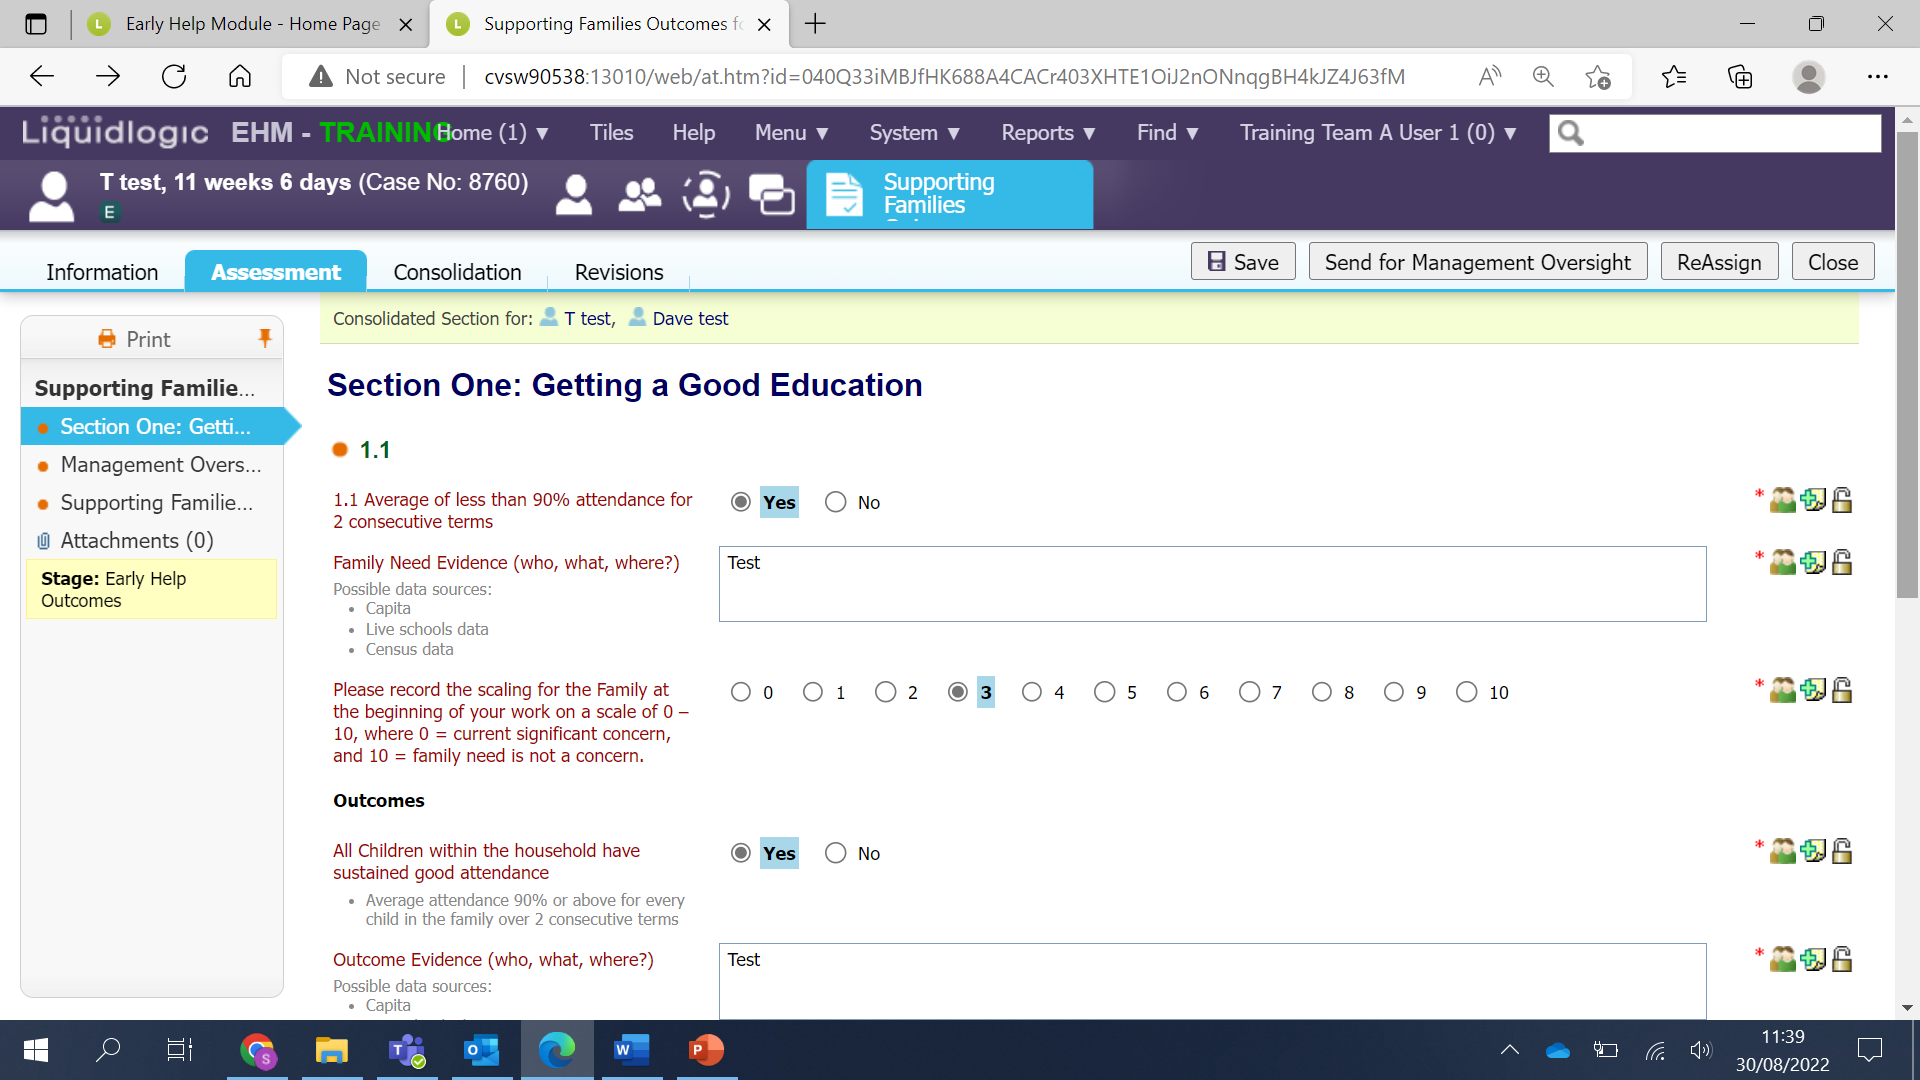 Early Help Module - Home Page
Supporting Families Outcomes fo
Not secure
cvsw90538:13010/web/at.htm?id=040Q33iMBJfHK688A4CACr403XHTE1OiJ2nONnqgBH4kJZ4J63fM
Liquidlogic EHM - TRAINING Home (1) ▼ Tiles Help Menu ▼ System ▼ Reports ▼ Find ▼ Training Team A User 1 (0) ▼
T test, 11 weeks 6 days (Case No: 8760)
E
Supporting
Families
Information Assessment Consolidation Revisions
Save Send for Management Oversight ReAssign Close
Print
Supporting Familie...
Section One: Getti...
Management Overs...
Supporting Familie...
Attachments (0)
Stage: Early Help
Outcomes
Consolidated Section for: T test, Dave test
Section One: Getting a Good Education
1.1
1.1 Average of less than 90% attendance for
2 consecutive terms
Yes No
*
Family Need Evidence (who, what, where?)
Test
*
Possible data sources:
• Capita
• Live schools data
• Census data
Please record the scaling for the Family at
the beginning of your work on a scale of 0 –
10, where 0 = current significant concern,
and 10 = family need is not a concern.
0 1 2 3 4 5 6 7 8 9 10
*
Outcomes
All Children within the household have
sustained good attendance
Yes No
*
• Average attendance 90% or above for every
child in the family over 2 consecutive terms
Outcome Evidence (who, what, where?)
Test
*
Possible data sources:
• Capita
11:39
30/08/2022